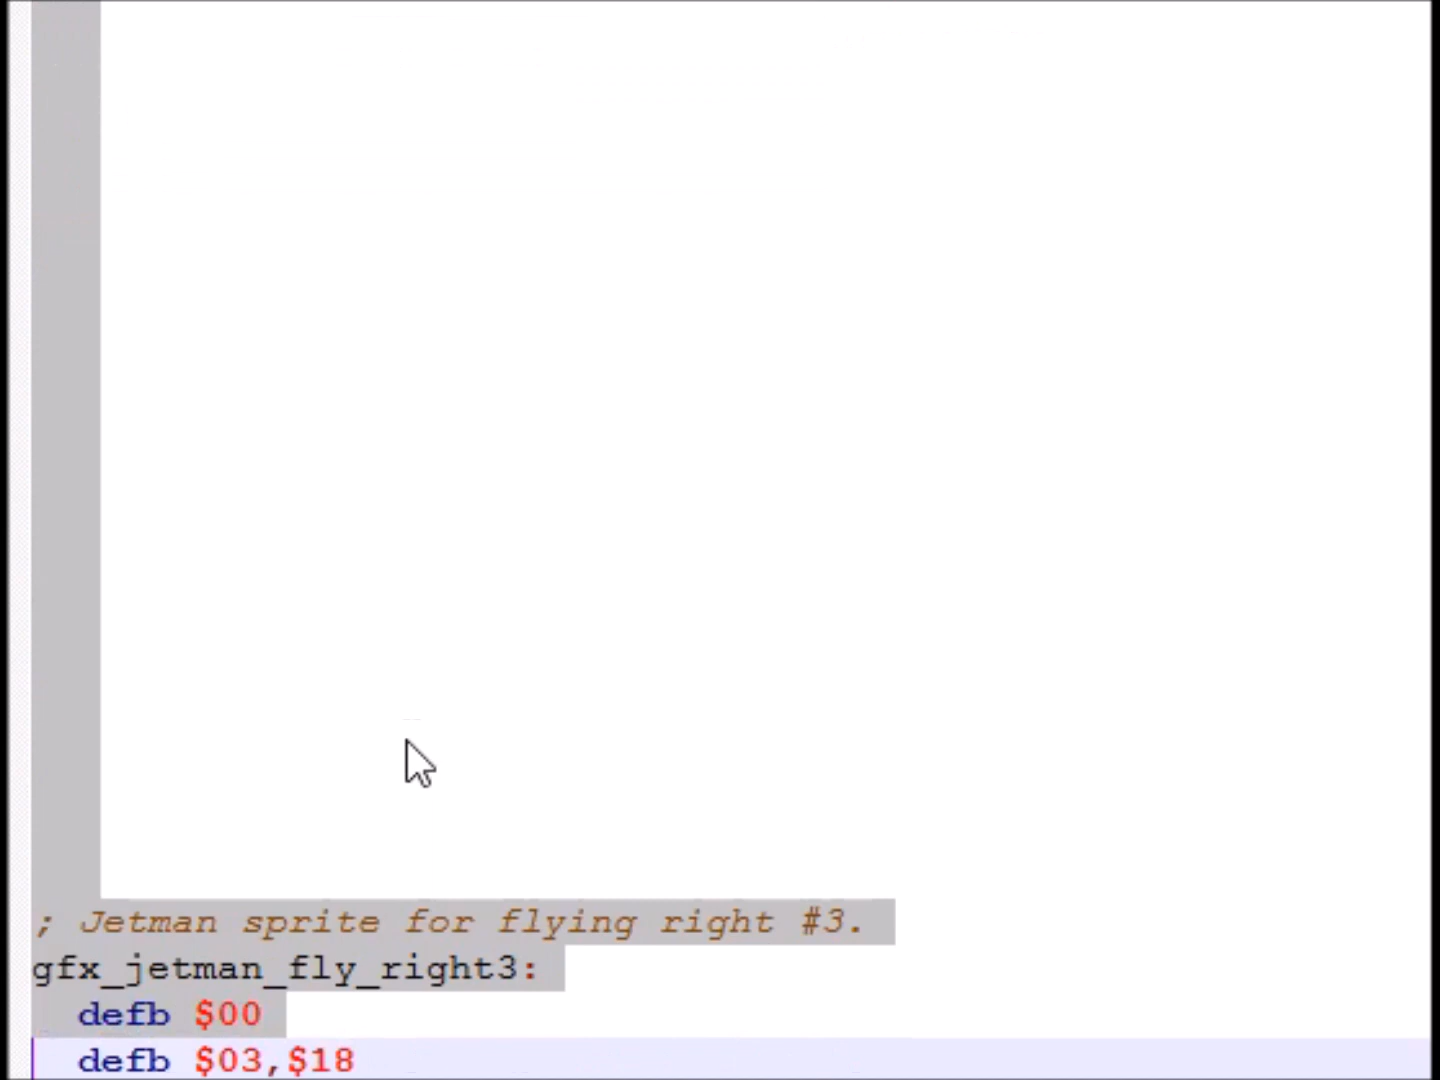 ; Jetman sprite for flying right #3.
gfx_jetman_fly_right3:
defb $00
defb $03,$18